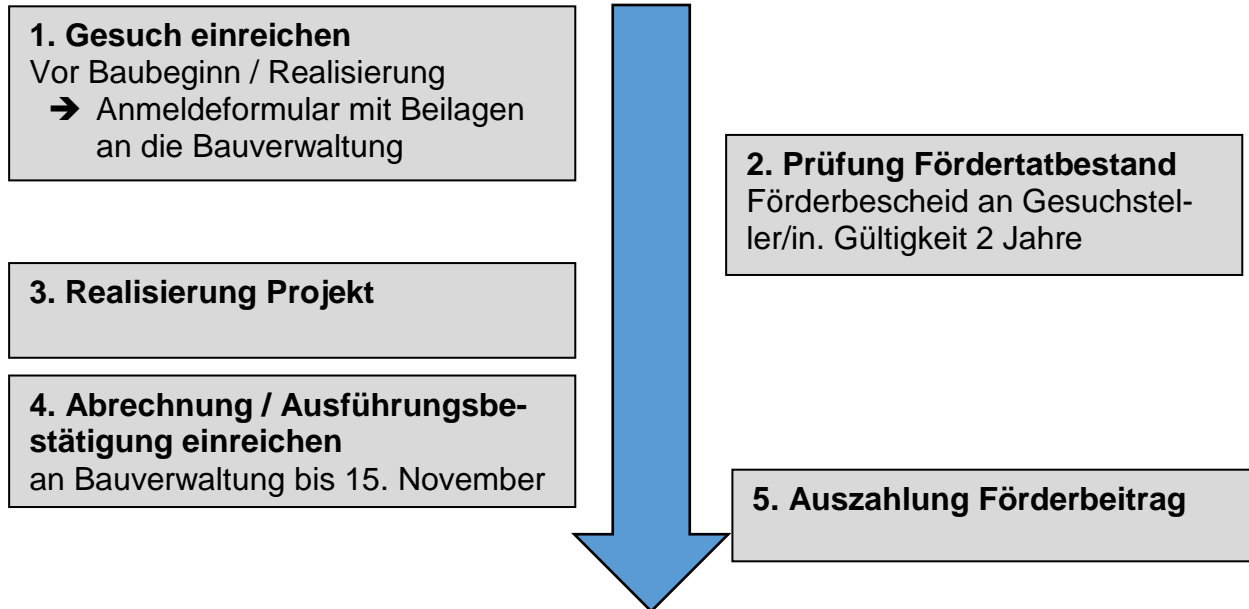 1. Gesuch einreichen
Vor Baubeginn / Realisierung
➔ Anmeldeformular mit Beilagen
an die Bauverwaltung
2. Prüfung Fördertatbestand
Förderbescheid an Gesuchstel-
ler/in. Gültigkeit 2 Jahre
3. Realisierung Projekt
4. Abrechnung / Ausführungsbe-
stätigung einreichen
an Bauverwaltung bis 15. November
5. Auszahlung Förderbeitrag